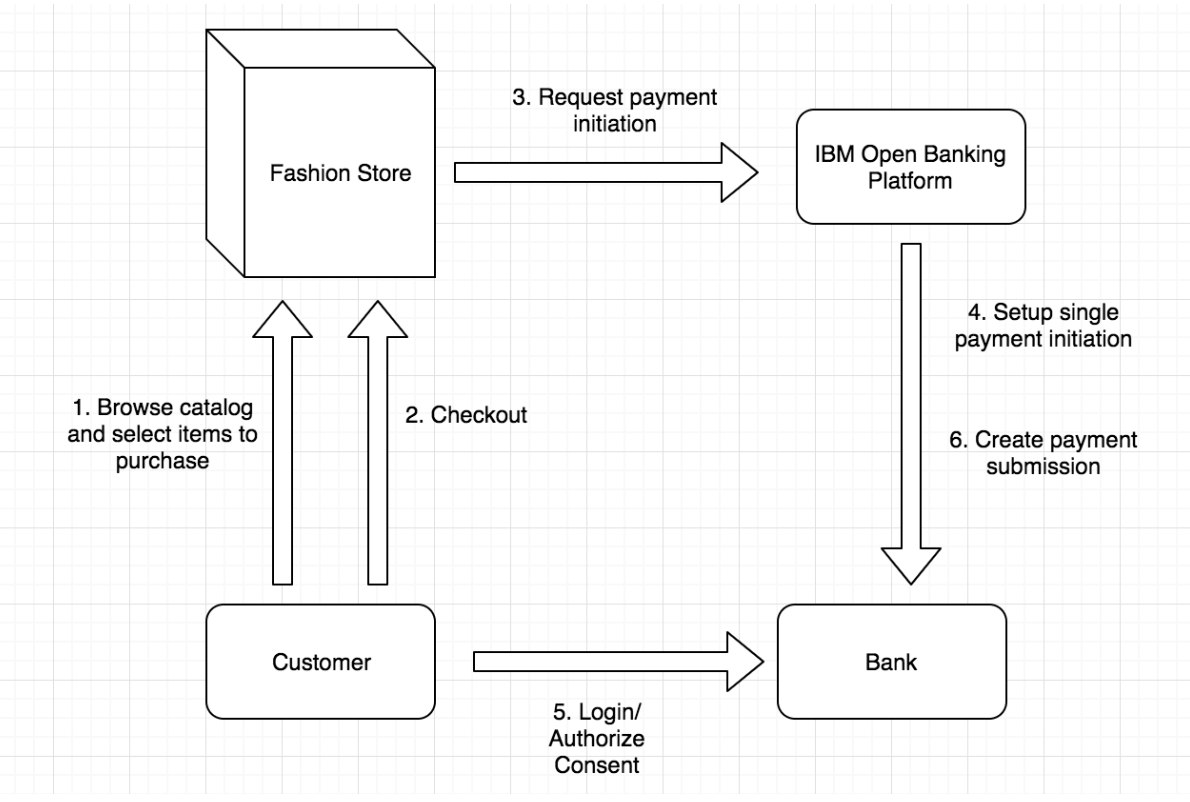 3. Request payment
initiation
Fashion Store
IBM Open Banking
Platform
4. Setup single
payment initiation
1. Browse catalog
and select items to
purchase
2. Checkout
6. Create payment
submission
Customer
Bank
5. Login/
Authorize
Consent